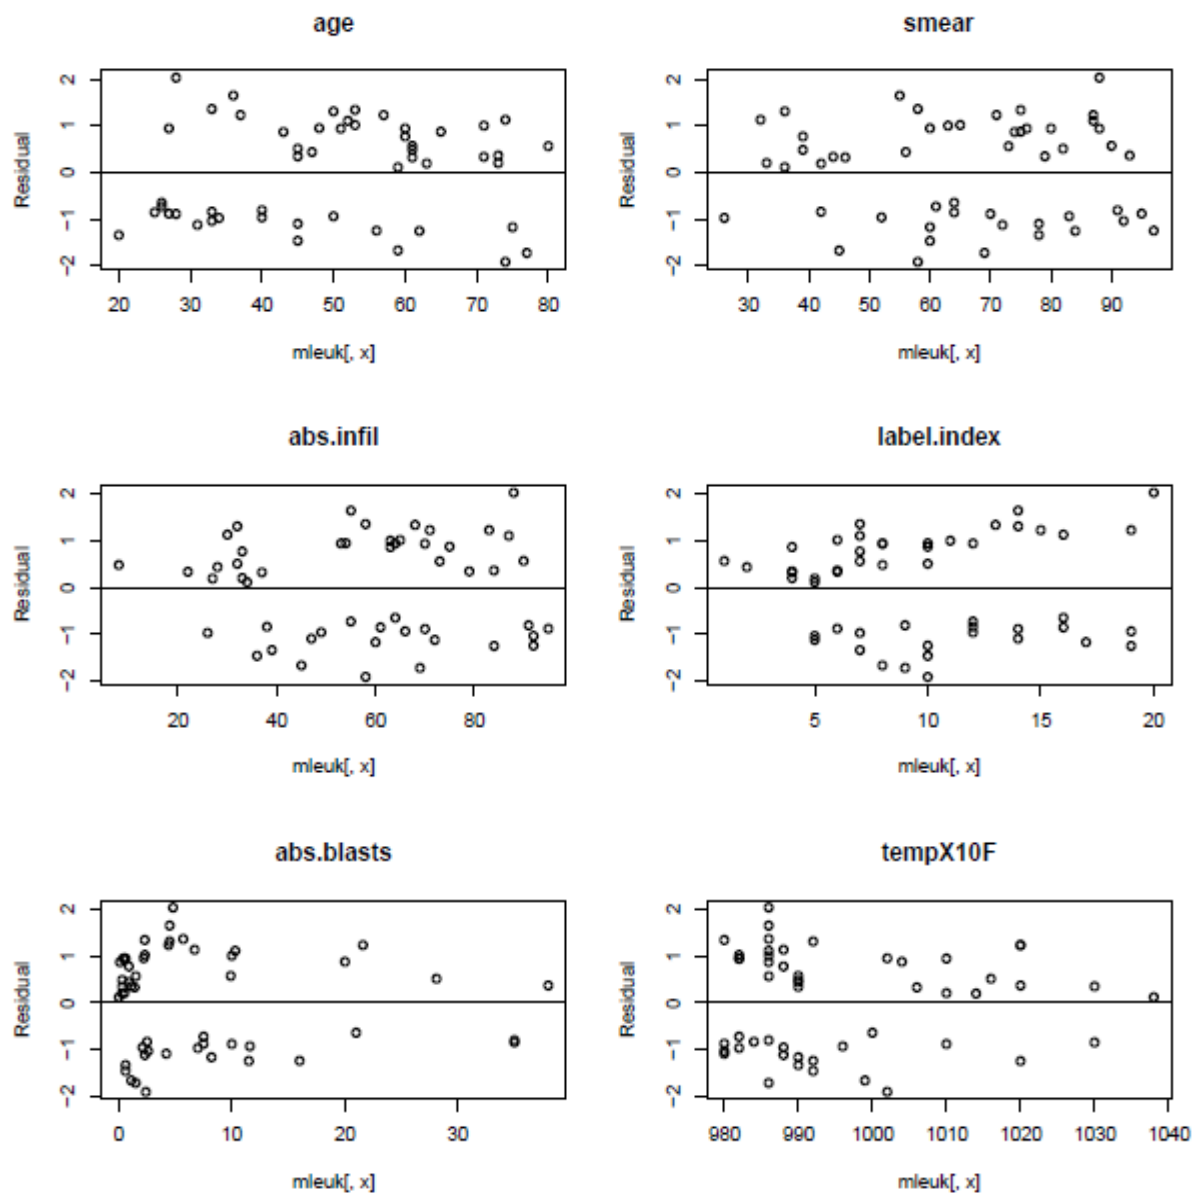 age
Residual
2
1
0
−1
−2
20 30 40 50 60 70 80
mleuk[, x]
smear
Residual
2
1
0
−1
−2
30 40 50 60 70 80 90
mleuk[, x]
abs.infil
Residual
2
1
0
−1
−2
20 40 60 80
mleuk[, x]
label.index
Residual
2
1
0
−1
−2
5 10 15 20
mleuk[, x]
abs.blasts
Residual
2
1
0
−1
−2
0 10 20 30
mleuk[, x]
tempX10F
Residual
2
1
0
−1
−2
980 990 1000 1010 1020 1030 1040
mleuk[, x]